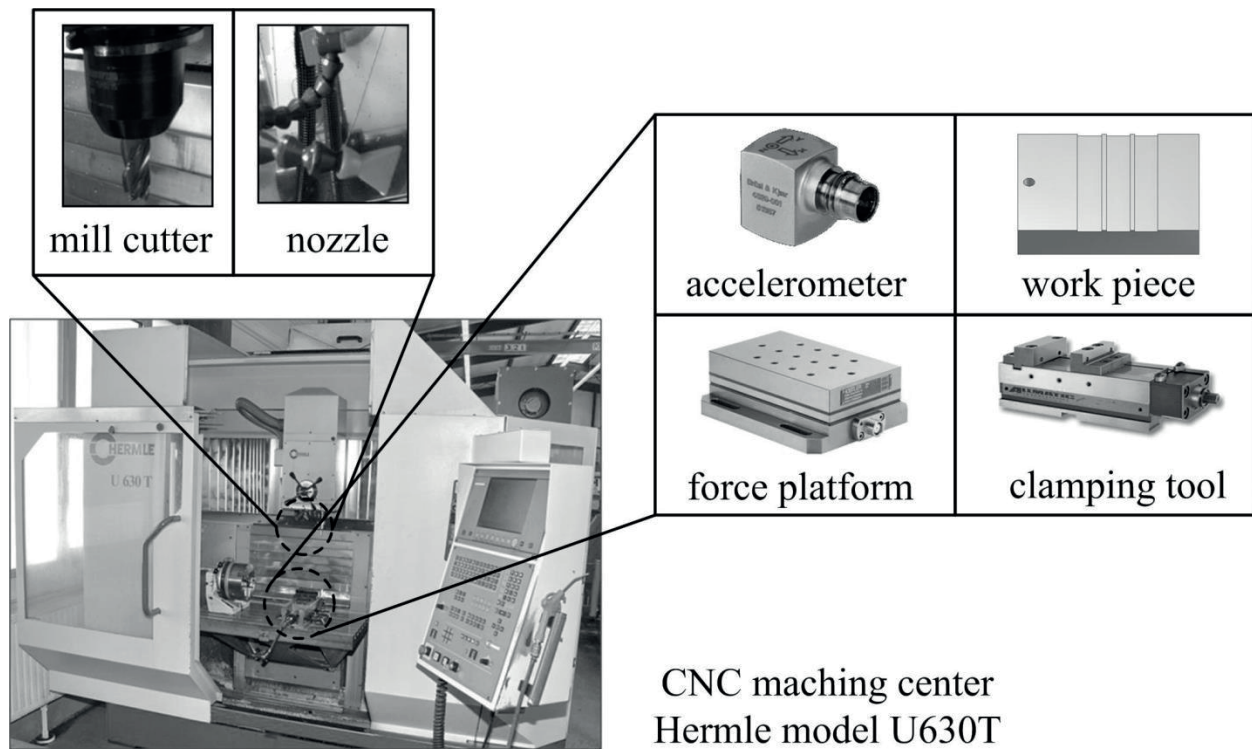 mill cutter
nozzle
accelerometer
work piece
force platform
clamping tool
HERMLE
U 630 T
CNC maching center
Hermle model U630T